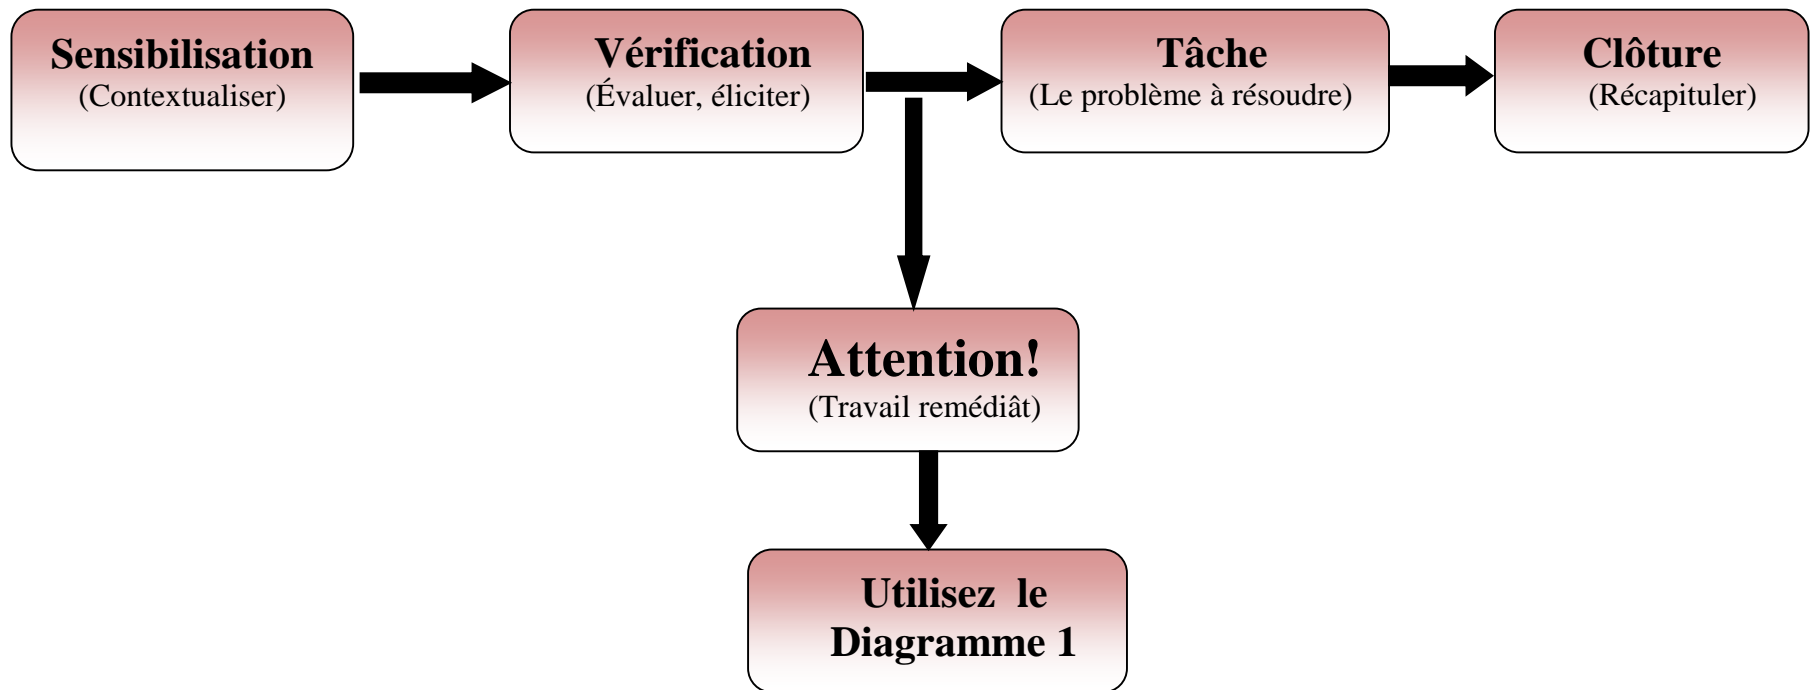 Sensibilisation
(Contextualiser)
Vérification
(Évaluer, éliciter)
Tâche
(Le problème à résoudre)
Clôture
(Récapituler)
Attention!
(Travail remédiât)
Utilisez le
Diagramme 1